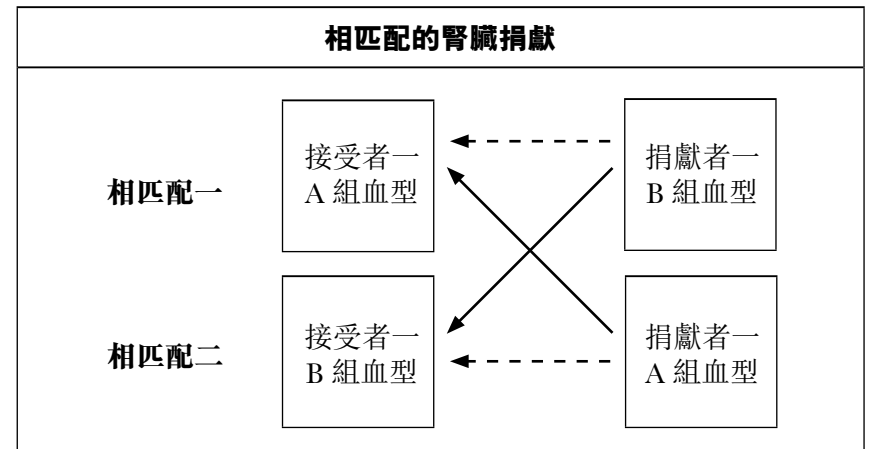 相匹配的腎臟捐獻
相匹配一
接受者一
A 組血型
捐獻者一
B 組血型
相匹配二
接受者一
B 組血型
捐獻者一
A 組血型